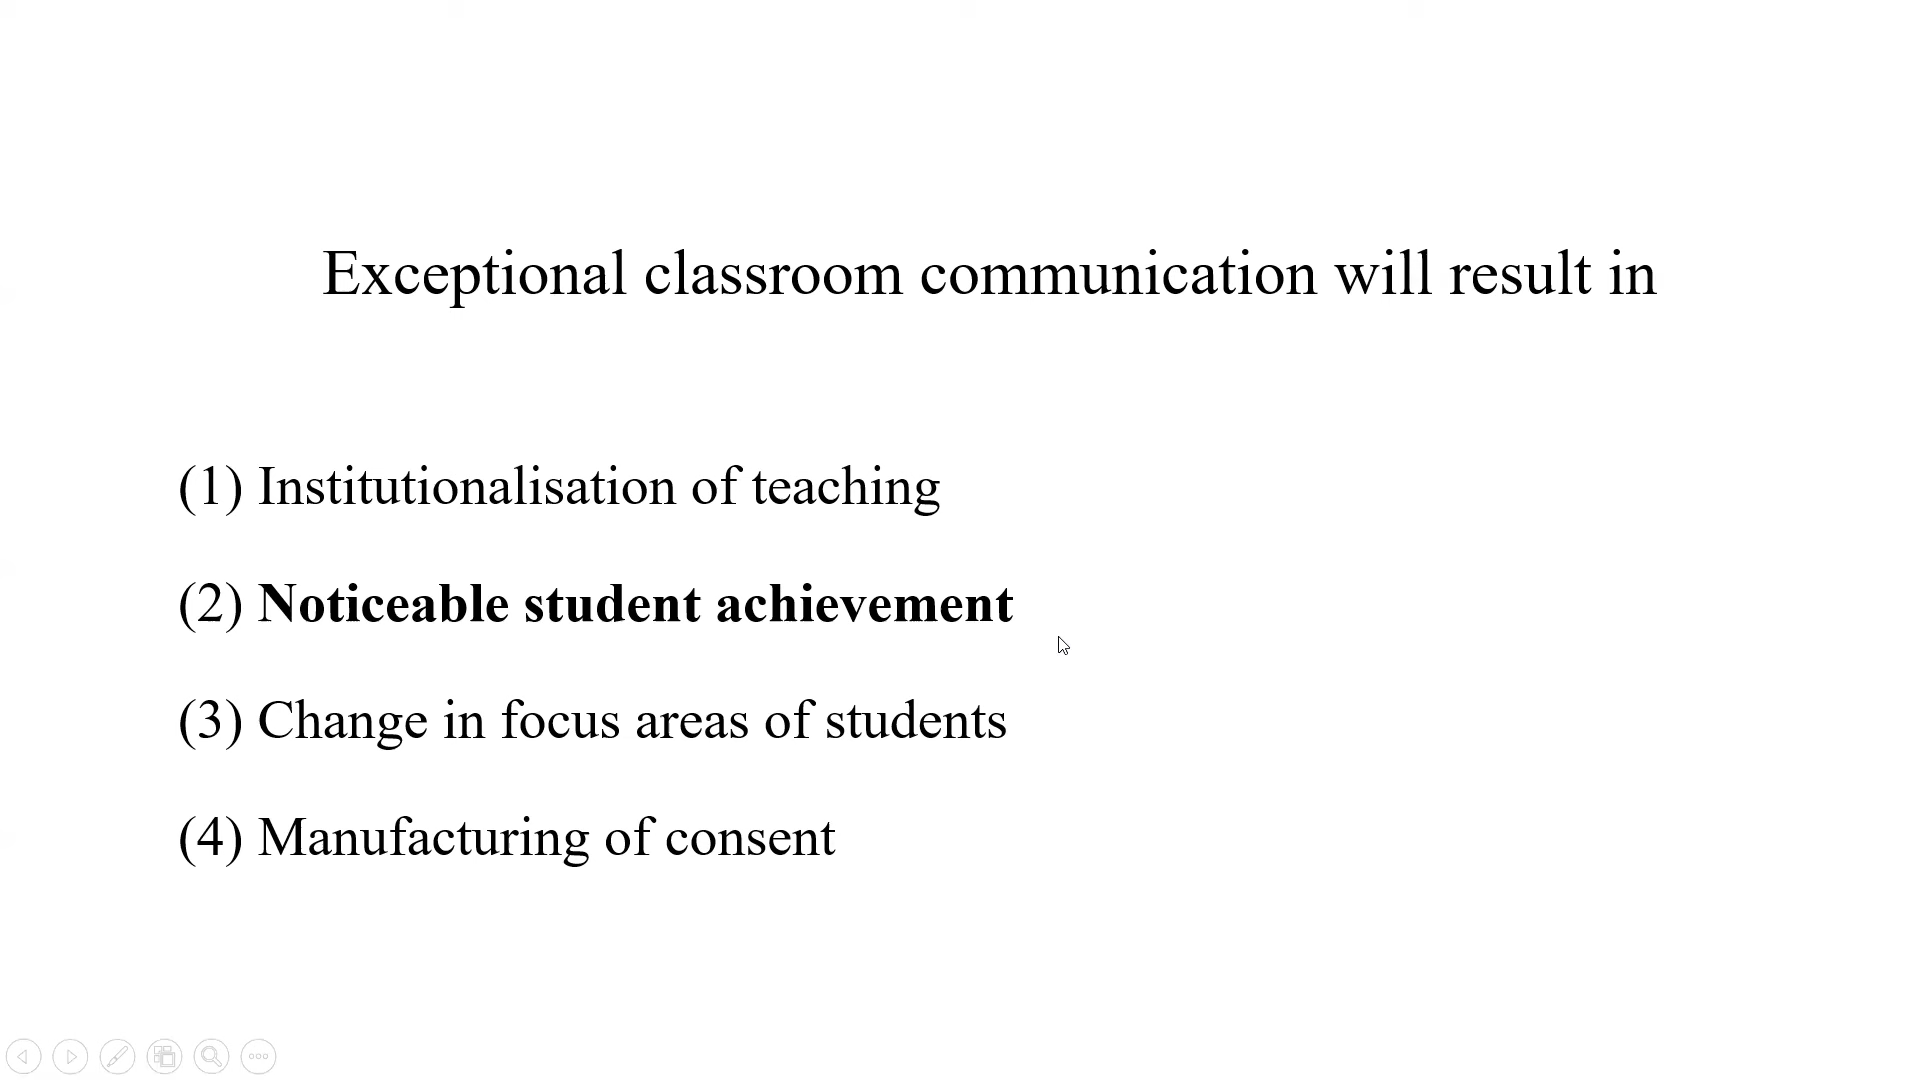 Exceptional classroom communication will result in
(1) Institutionalisation of teaching
(2) Noticeable student achievement
(3) Change in focus areas of students
(4) Manufacturing of consent